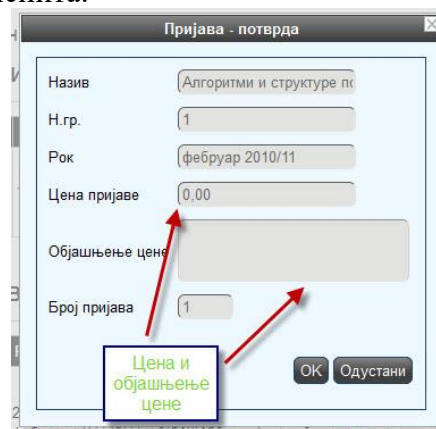 Пријава - потврда
Назив
Алгоритми и структуре по
Н.гр.
1
Рок
фебруар 2010/11
Цена пријаве
0,00
Објашњење цене
Број пријава
1
Цена и
објашњење
цене
OK Одустани